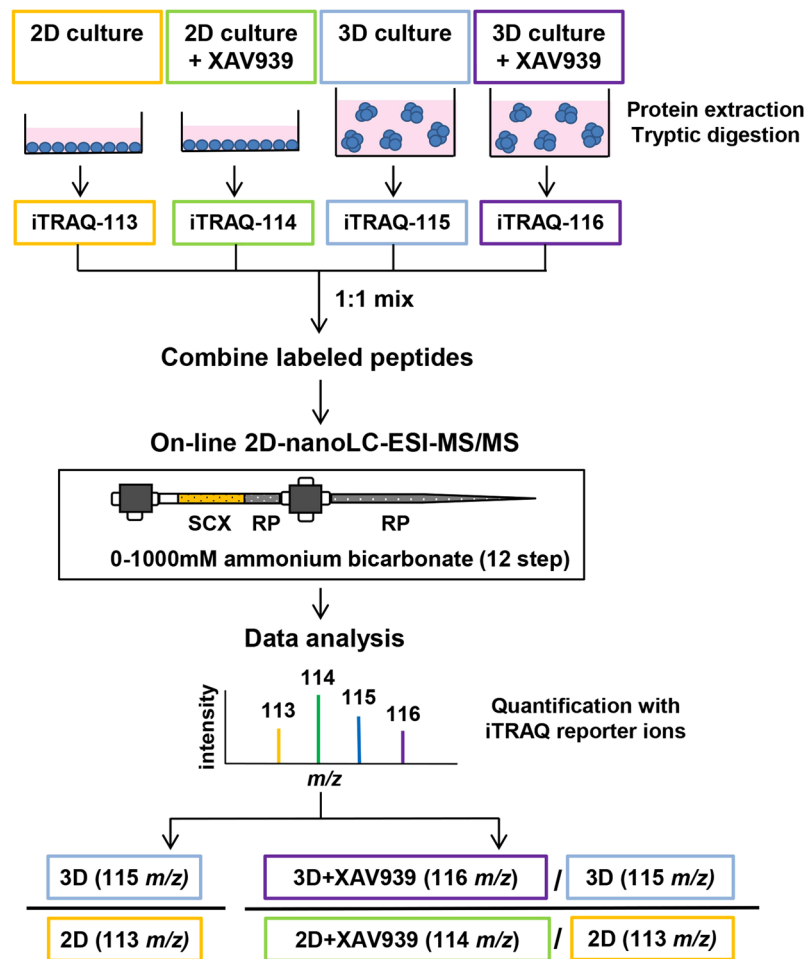 2D culture
2D culture
+ XAV939
3D culture
3D culture
+ XAV939
Protein extraction
Tryptic digestion
iTRAQ-113
iTRAQ-114
iTRAQ-115
iTRAQ-116
1:1 mix
Combine labeled peptides
On-line 2D-nanoLC-ESI-MS/MS
SCX
RP
RP
0-1000mM ammonium bicarbonate (12 step)
Data analysis
intensity
113
114
115
116
m/z
Quantification with
iTRAQ reporter ions
3D (115 m/z)
2D (113 m/z)
3D+XAV939 (116 m/z) / 3D (115 m/z)
2D+XAV939 (114 m/z) / 2D (113 m/z)